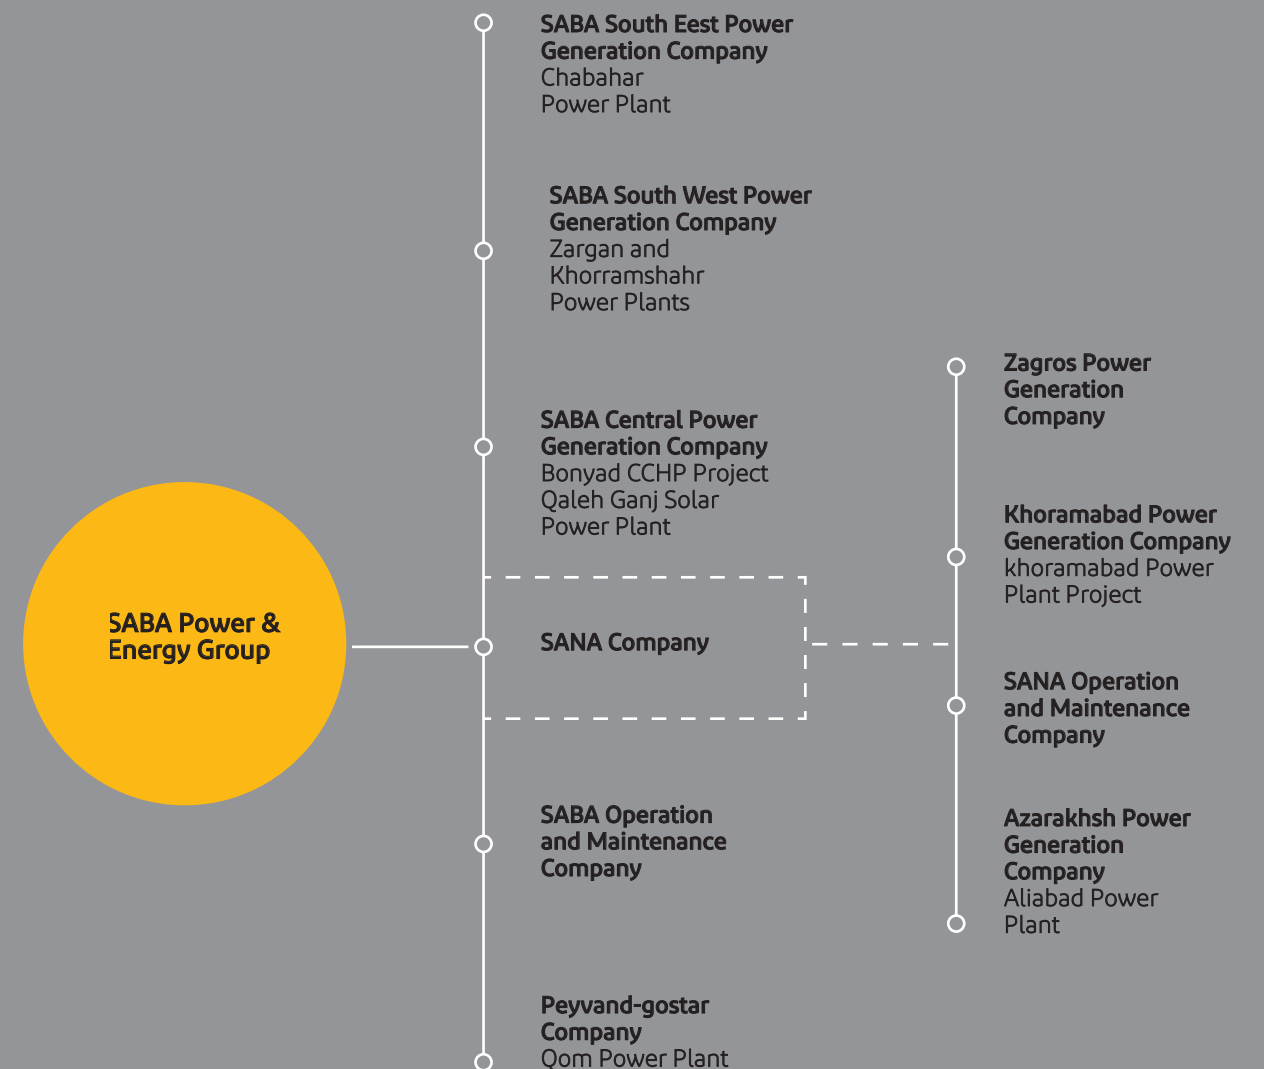 SABA South Eest Power
Generation Company
Chabahar
Power Plant
SABA South West Power
Generation Company
Zargan and
Khorramshahr
Power Plants
SABA Central Power
Generation Company
Bonyad CCHP Project
Qaleh Ganj Solar
Power Plant
SABA Power &
Energy Group
SANA Company
SABA Operation
and Maintenance
Company
Peyvand-gostar
Company
Qom Power Plant
Zagros Power
Generation
Company
Khoramabad Power
Generation Company
khoramabad Power
Plant Project
SANA Operation
and Maintenance
Company
Azarakhsh Power
Generation
Company
Aliabad Power
Plant